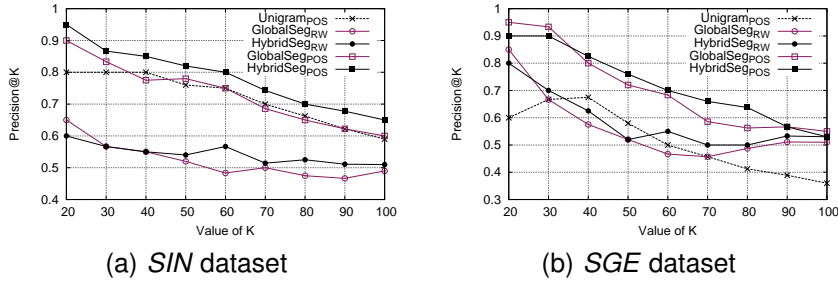 Precision@K
1
0.9
0.8
0.7
0.6
0.5
0.4
20 30 40 50 60 70 80 90 100
Value of K
Unigram_POS
GlobalSeg_RW
HybridSeg_RW
GlobalSeg_POS
HybridSeg_POS
(a) SIN dataset
Precision@K
1
0.9
0.8
0.7
0.6
0.5
0.4
0.3
20 30 40 50 60 70 80 90 100
Value of K
Unigram_POS
GlobalSeg_RW
HybridSeg_RW
GlobalSeg_POS
HybridSeg_POS
(b) SGE dataset